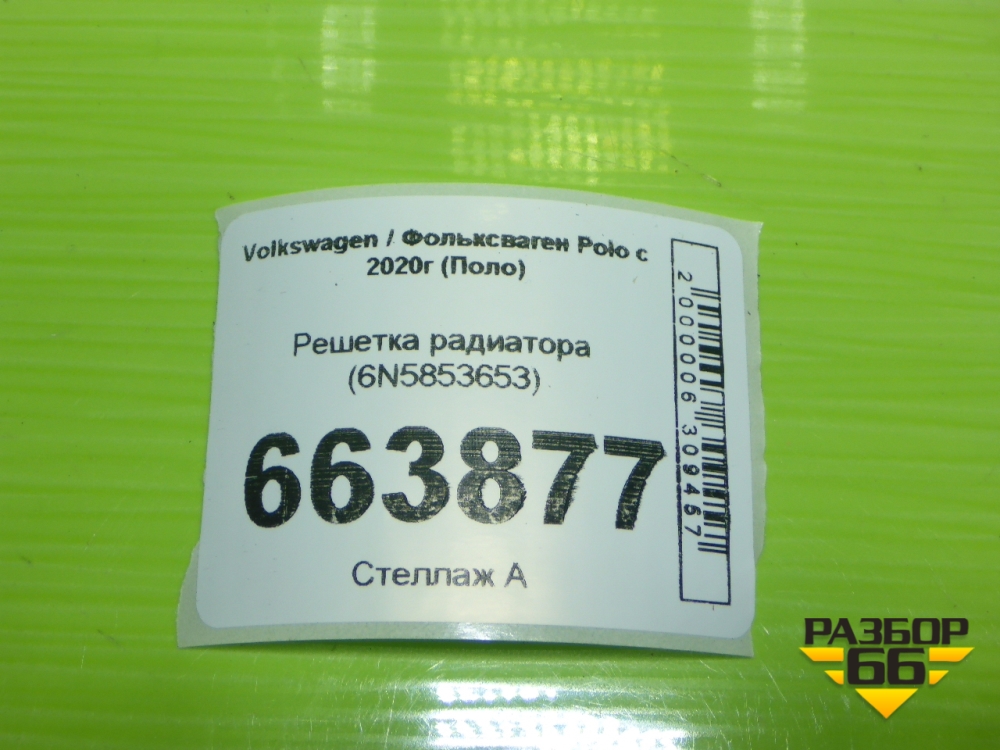 Volkswagen / Фольксваген Polo с
2020г (Поло)
Решетка радиатора
(6N5853653)
663877
Стеллаж А
2000006309467
РАЗБОР
66